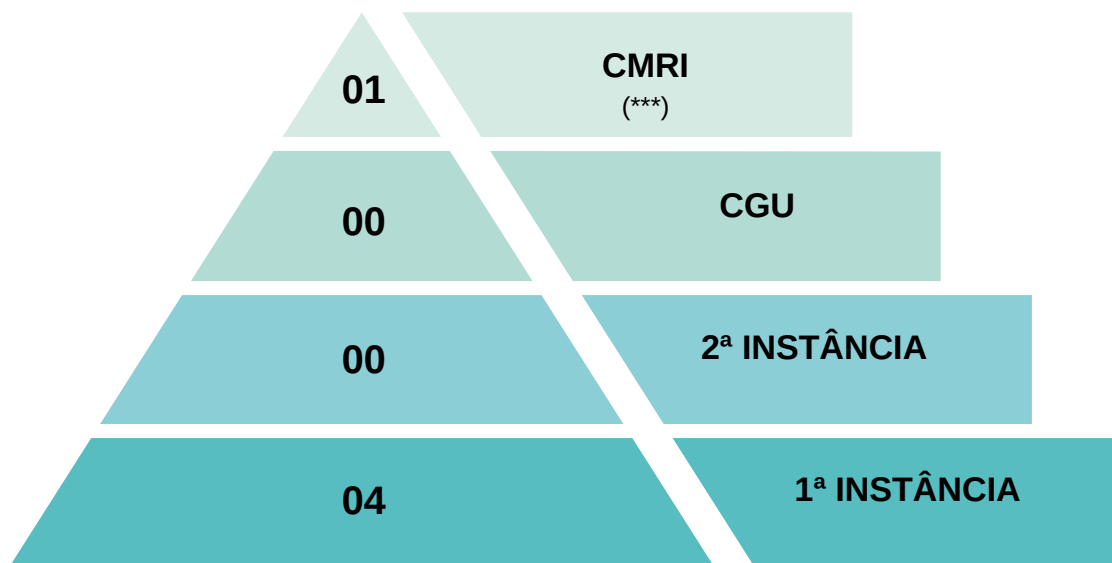 01
CMRI
(***)
00
CGU
00
2ª INSTÂNCIA
04
1ª INSTÂNCIA